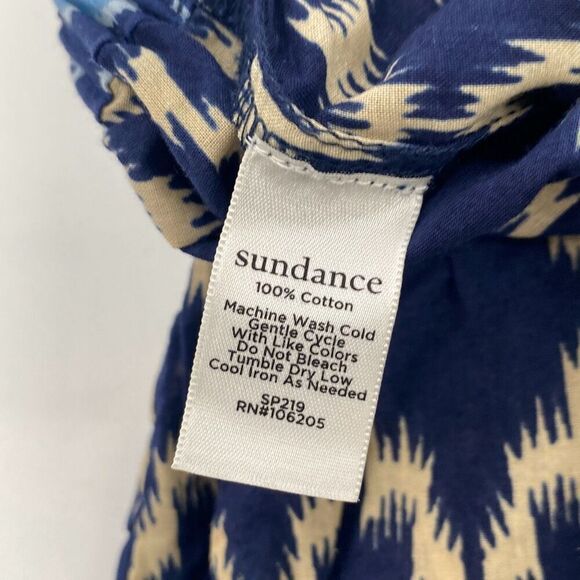 sundance
100% Cotton
Machine Wash Cold
Gentle Cycle
With Like Colors
Do Not Bleach
Tumble Dry Low
Cool Iron As Needed
SP219
RN#106205